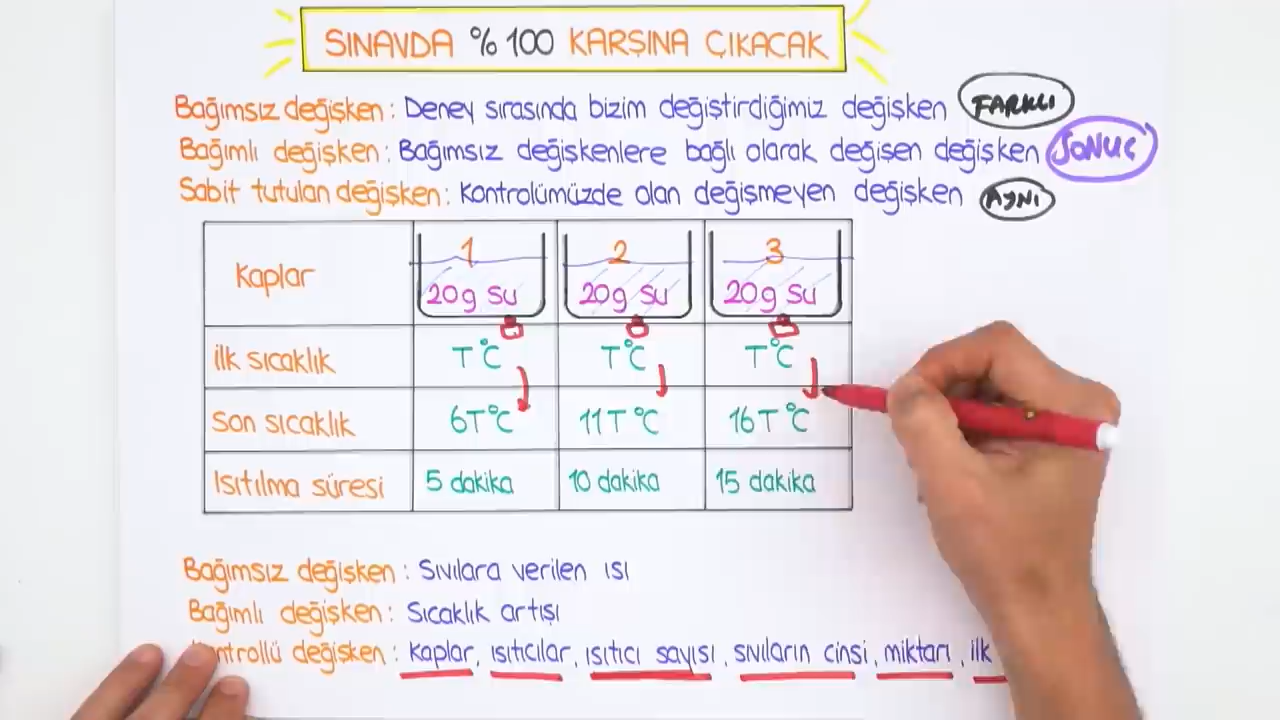 SINAVDA %100 KARŞINA ÇIKACAK
Bağımsız değişken : Deney sırasında bizim değiştirdiğimiz değişken FARKLI
Bağımlı değişken : Bağımsız değişkenlere bağlı olarak değişen değişken SONUÇ
Sabit tutulan değişken : Kontrolümüzde olan değişmeyen değişken AYNI
Kaplar 1 20g su 2 20g su 3 20g su
İlk sıcaklık T°C T°C T°C
Son sıcaklık 6T°C 11T°C 16T°C
Isıtılma süresi 5 dakika 10 dakika 15 dakika
Bağımsız değişken : Sıvılara verilen ısı
Bağımlı değişken : Sıcaklık artışı
ntrollü değişken : Kaplar, ısıtıcılar, ısıtıcı sayısı, sıvıların cinsi, miktarı, ilk